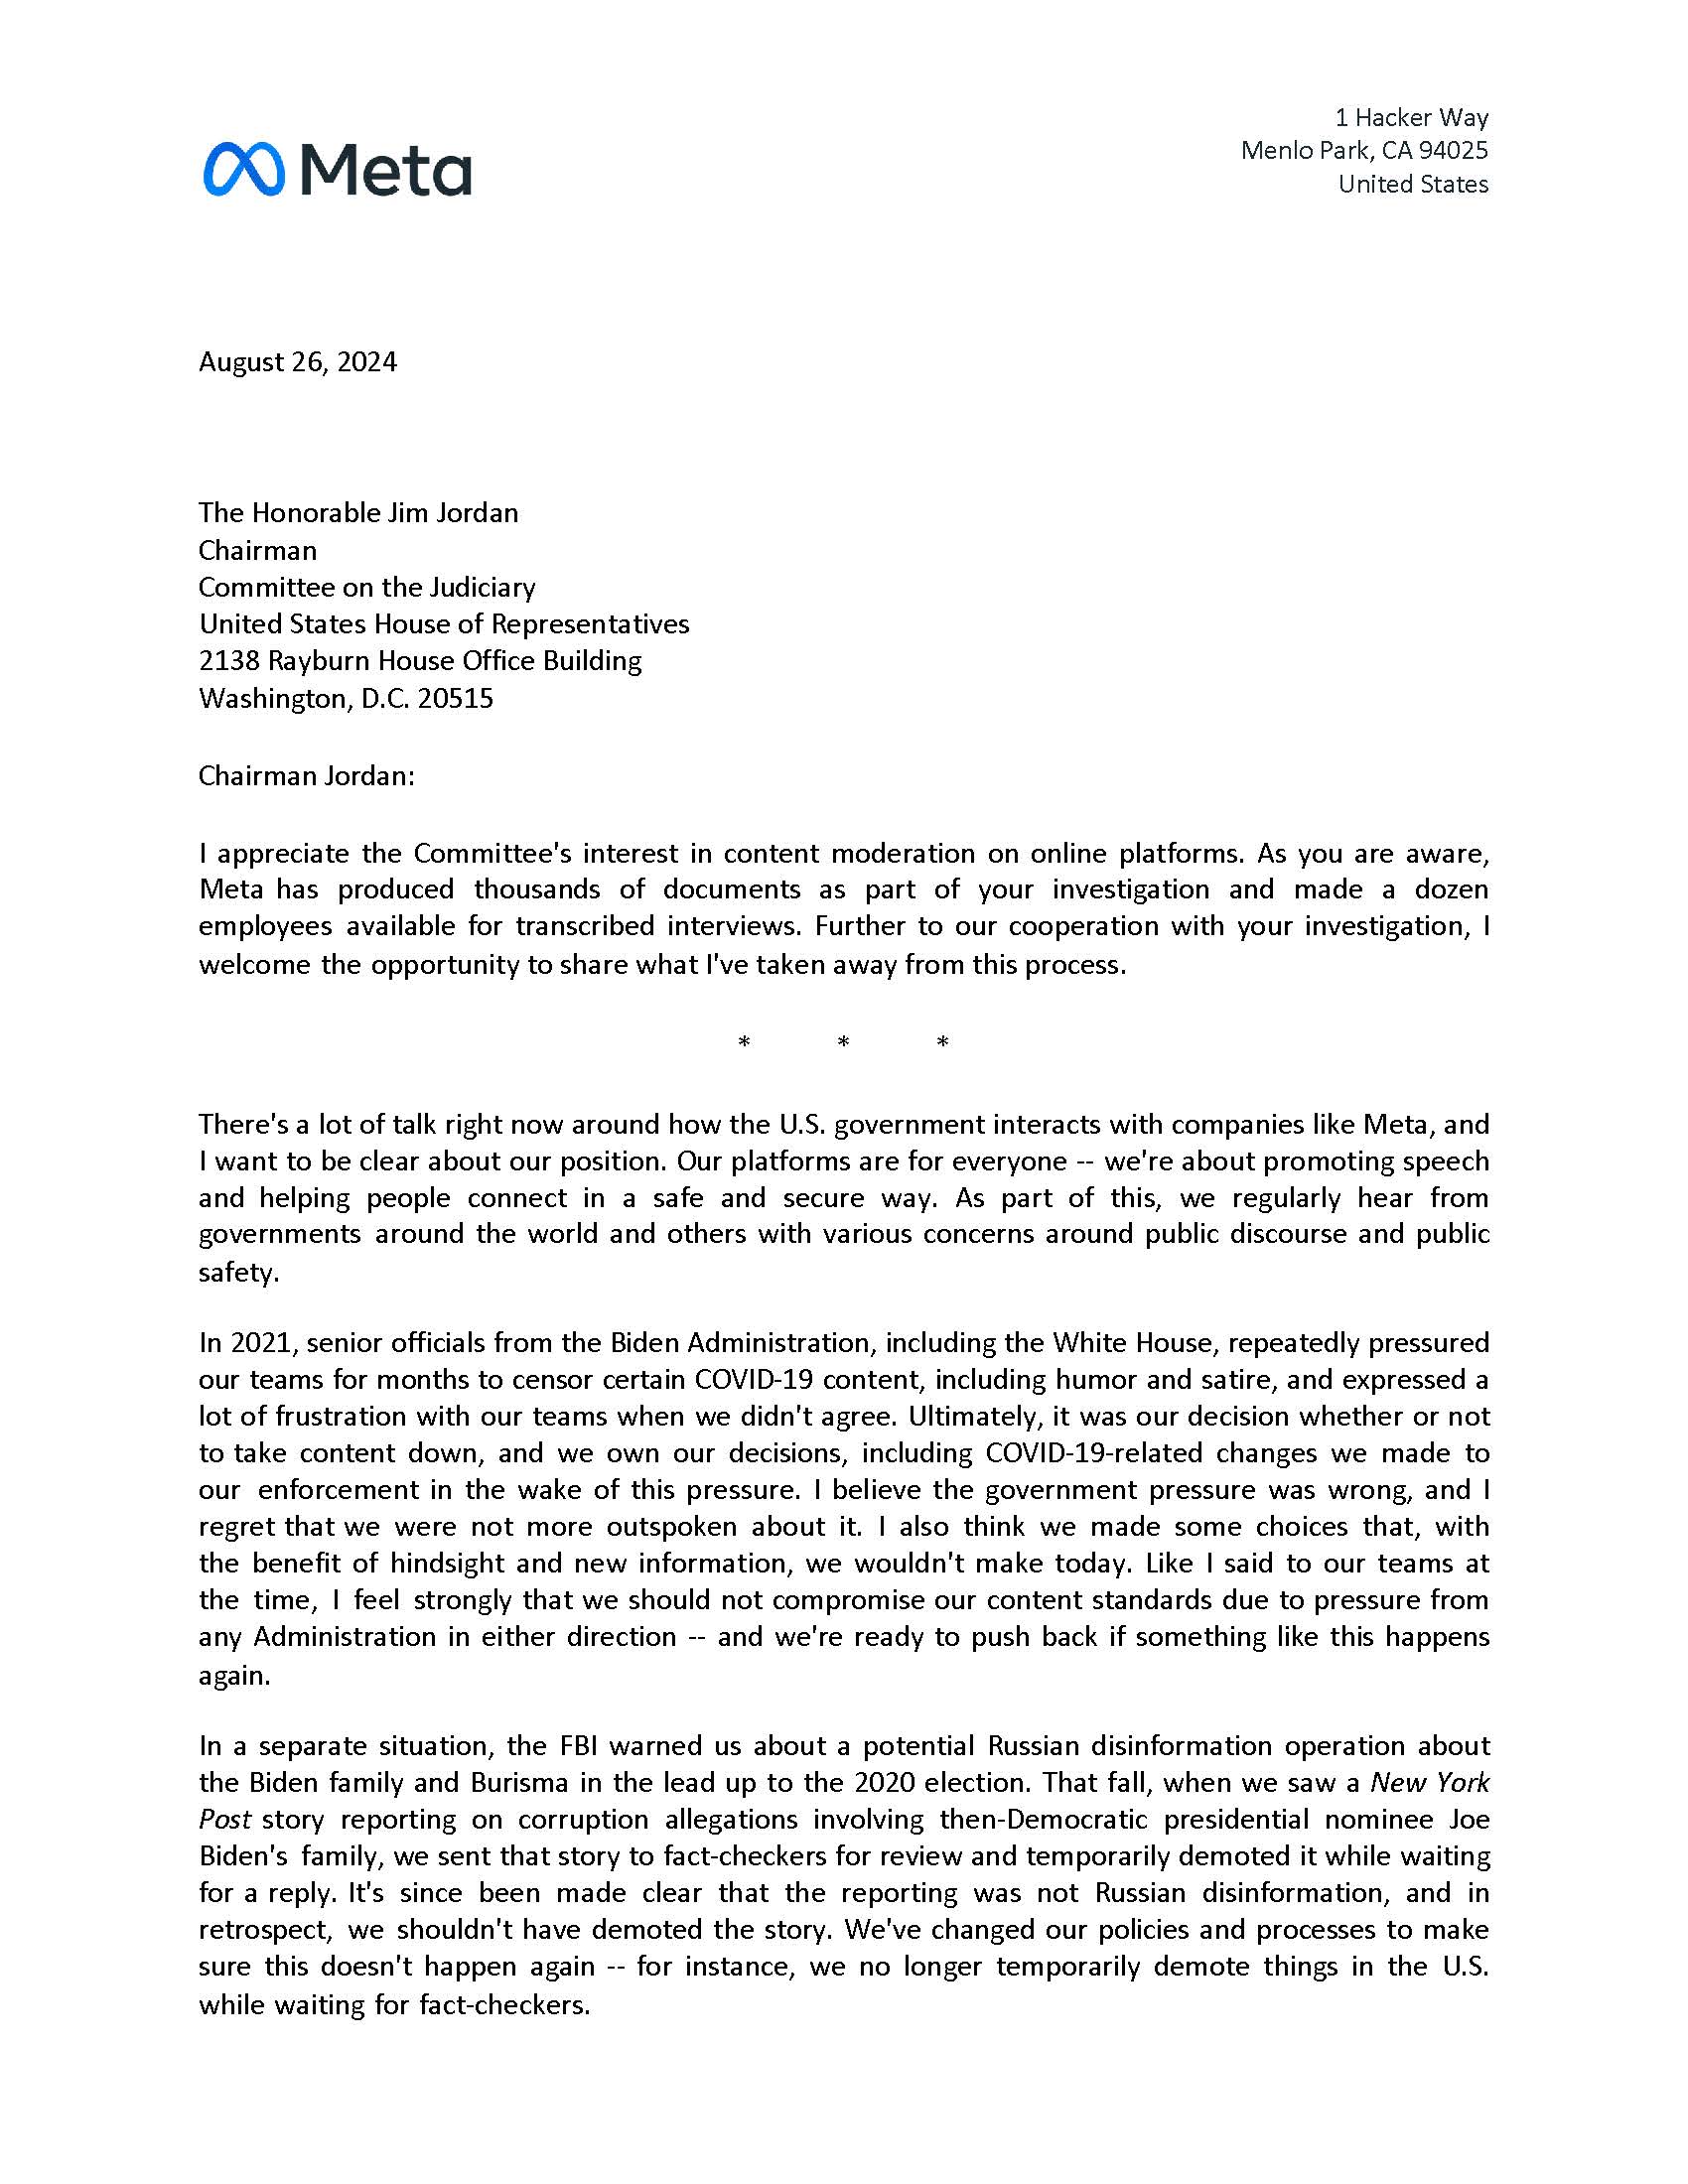 Meta
1 Hacker Way
Menlo Park, CA 94025
United States
August 26, 2024
The Honorable Jim Jordan
Chairman
Committee on the Judiciary
United States House of Representatives
2138 Rayburn House Office Building
Washington, D.C. 20515
Chairman Jordan:
I appreciate the Committee's interest in content moderation on online platforms. As you are aware,
Meta has produced thousands of documents as part of your investigation and made a dozen
employees available for transcribed interviews. Further to our cooperation with your investigation, I
welcome the opportunity to share what I've taken away from this process.
* * *
There's a lot of talk right now around how the U.S. government interacts with companies like Meta, and
I want to be clear about our position. Our platforms are for everyone -- we're about promoting speech
and helping people connect in a safe and secure way. As part of this, we regularly hear from
governments around the world and others with various concerns around public discourse and public
safety.
In 2021, senior officials from the Biden Administration, including the White House, repeatedly pressured
our teams for months to censor certain COVID-19 content, including humor and satire, and expressed a
lot of frustration with our teams when we didn't agree. Ultimately, it was our decision whether or not
to take content down, and we own our decisions, including COVID-19-related changes we made to
our enforcement in the wake of this pressure. I believe the government pressure was wrong, and I
regret that we were not more outspoken about it. I also think we made some choices that, with
the benefit of hindsight and new information, we wouldn't make today. Like I said to our teams at
the time, I feel strongly that we should not compromise our content standards due to pressure from
any Administration in either direction -- and we're ready to push back if something like this happens
again.
In a separate situation, the FBI warned us about a potential Russian disinformation operation about
the Biden family and Burisma in the lead up to the 2020 election. That fall, when we saw a New York
Post story reporting on corruption allegations involving then-Democratic presidential nominee Joe
Biden's family, we sent that story to fact-checkers for review and temporarily demoted it while waiting
for a reply. It's since been made clear that the reporting was not Russian disinformation, and in
retrospect, we shouldn't have demoted the story. We've changed our policies and processes to make
sure this doesn't happen again -- for instance, we no longer temporarily demote things in the U.S.
while waiting for fact-checkers.